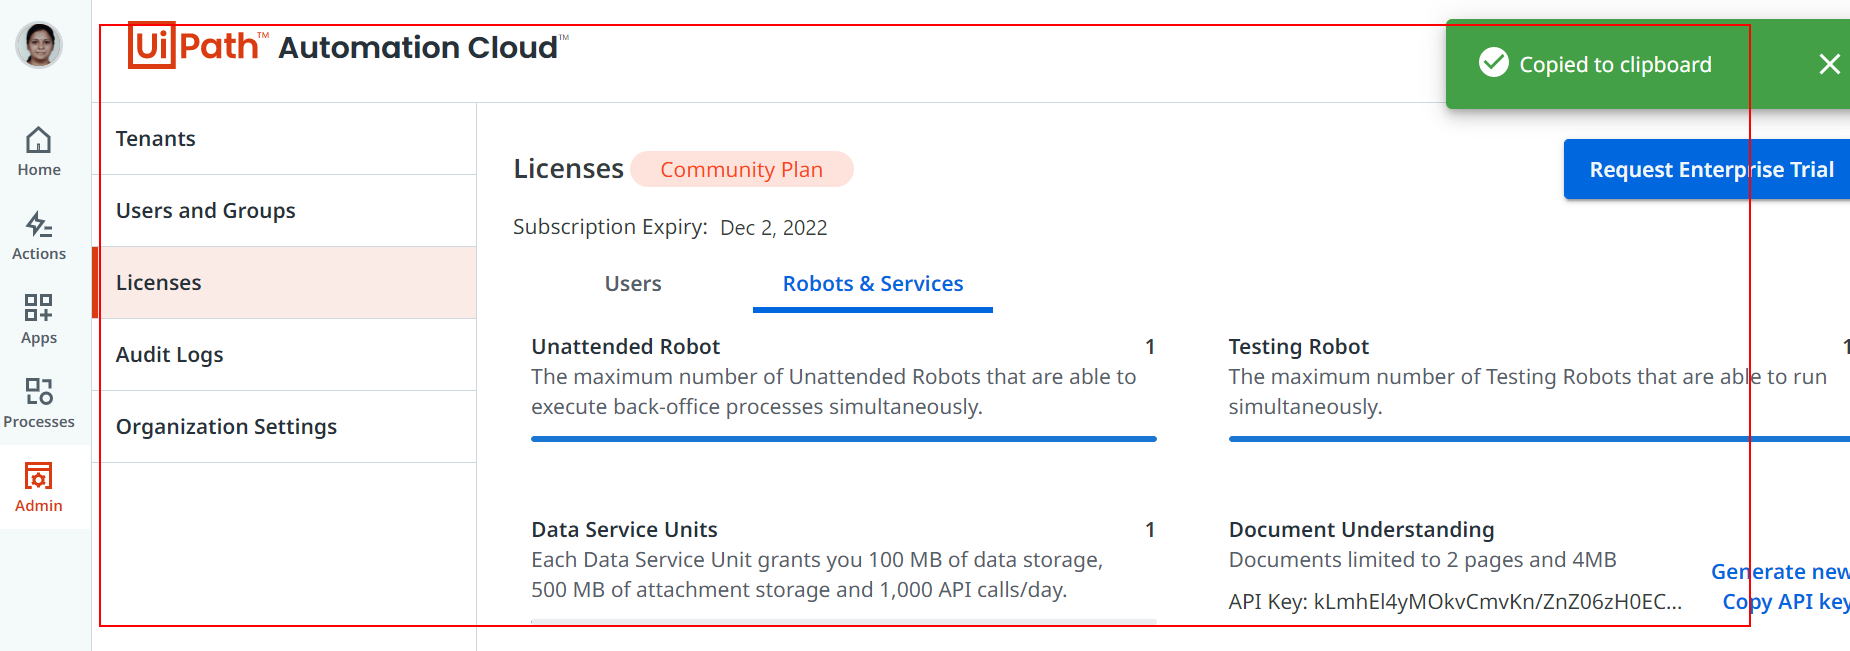 UiPath™ Automation Cloud™
Copied to clipboard
Home
Actions
Apps
Processes
Admin
Tenants
Users and Groups
Licenses
Audit Logs
Organization Settings
Licenses Community Plan
Request Enterprise Trial
Subscription Expiry: Dec 2, 2022
Users Robots & Services
Unattended Robot 1
The maximum number of Unattended Robots that are able to
execute back-office processes simultaneously.
Testing Robot 1
The maximum number of Testing Robots that are able to run
simultaneously.
Data Service Units 1
Each Data Service Unit grants you 100 MB of data storage,
500 MB of attachment storage and 1,000 API calls/day.
Document Understanding
Documents limited to 2 pages and 4MB
Generate new
API Key: kLmhEl4yMOkvCmvKn/ZnZ06zH0EC... Copy API key